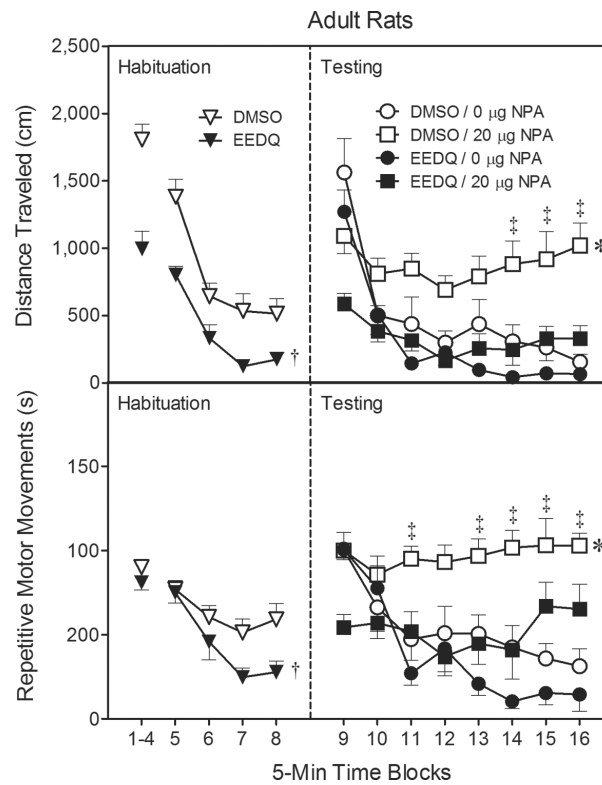 Adult Rats
Distance Traveled (cm)
2,500
2,000
1,500
1,000
500
0
Habituation
DMSO
EEDQ
†
Testing
DMSO / 0 μg NPA
DMSO / 20 μg NPA
EEDQ / 0 μg NPA
EEDQ / 20 μg NPA
‡ ‡ ‡
*
Repetitive Motor Movements (s)
150
100
200
0
Habituation
†
Testing
‡ ‡ ‡ ‡ ‡
*
1-4 5 6 7 8 9 10 11 12 13 14 15 16
5-Min Time Blocks